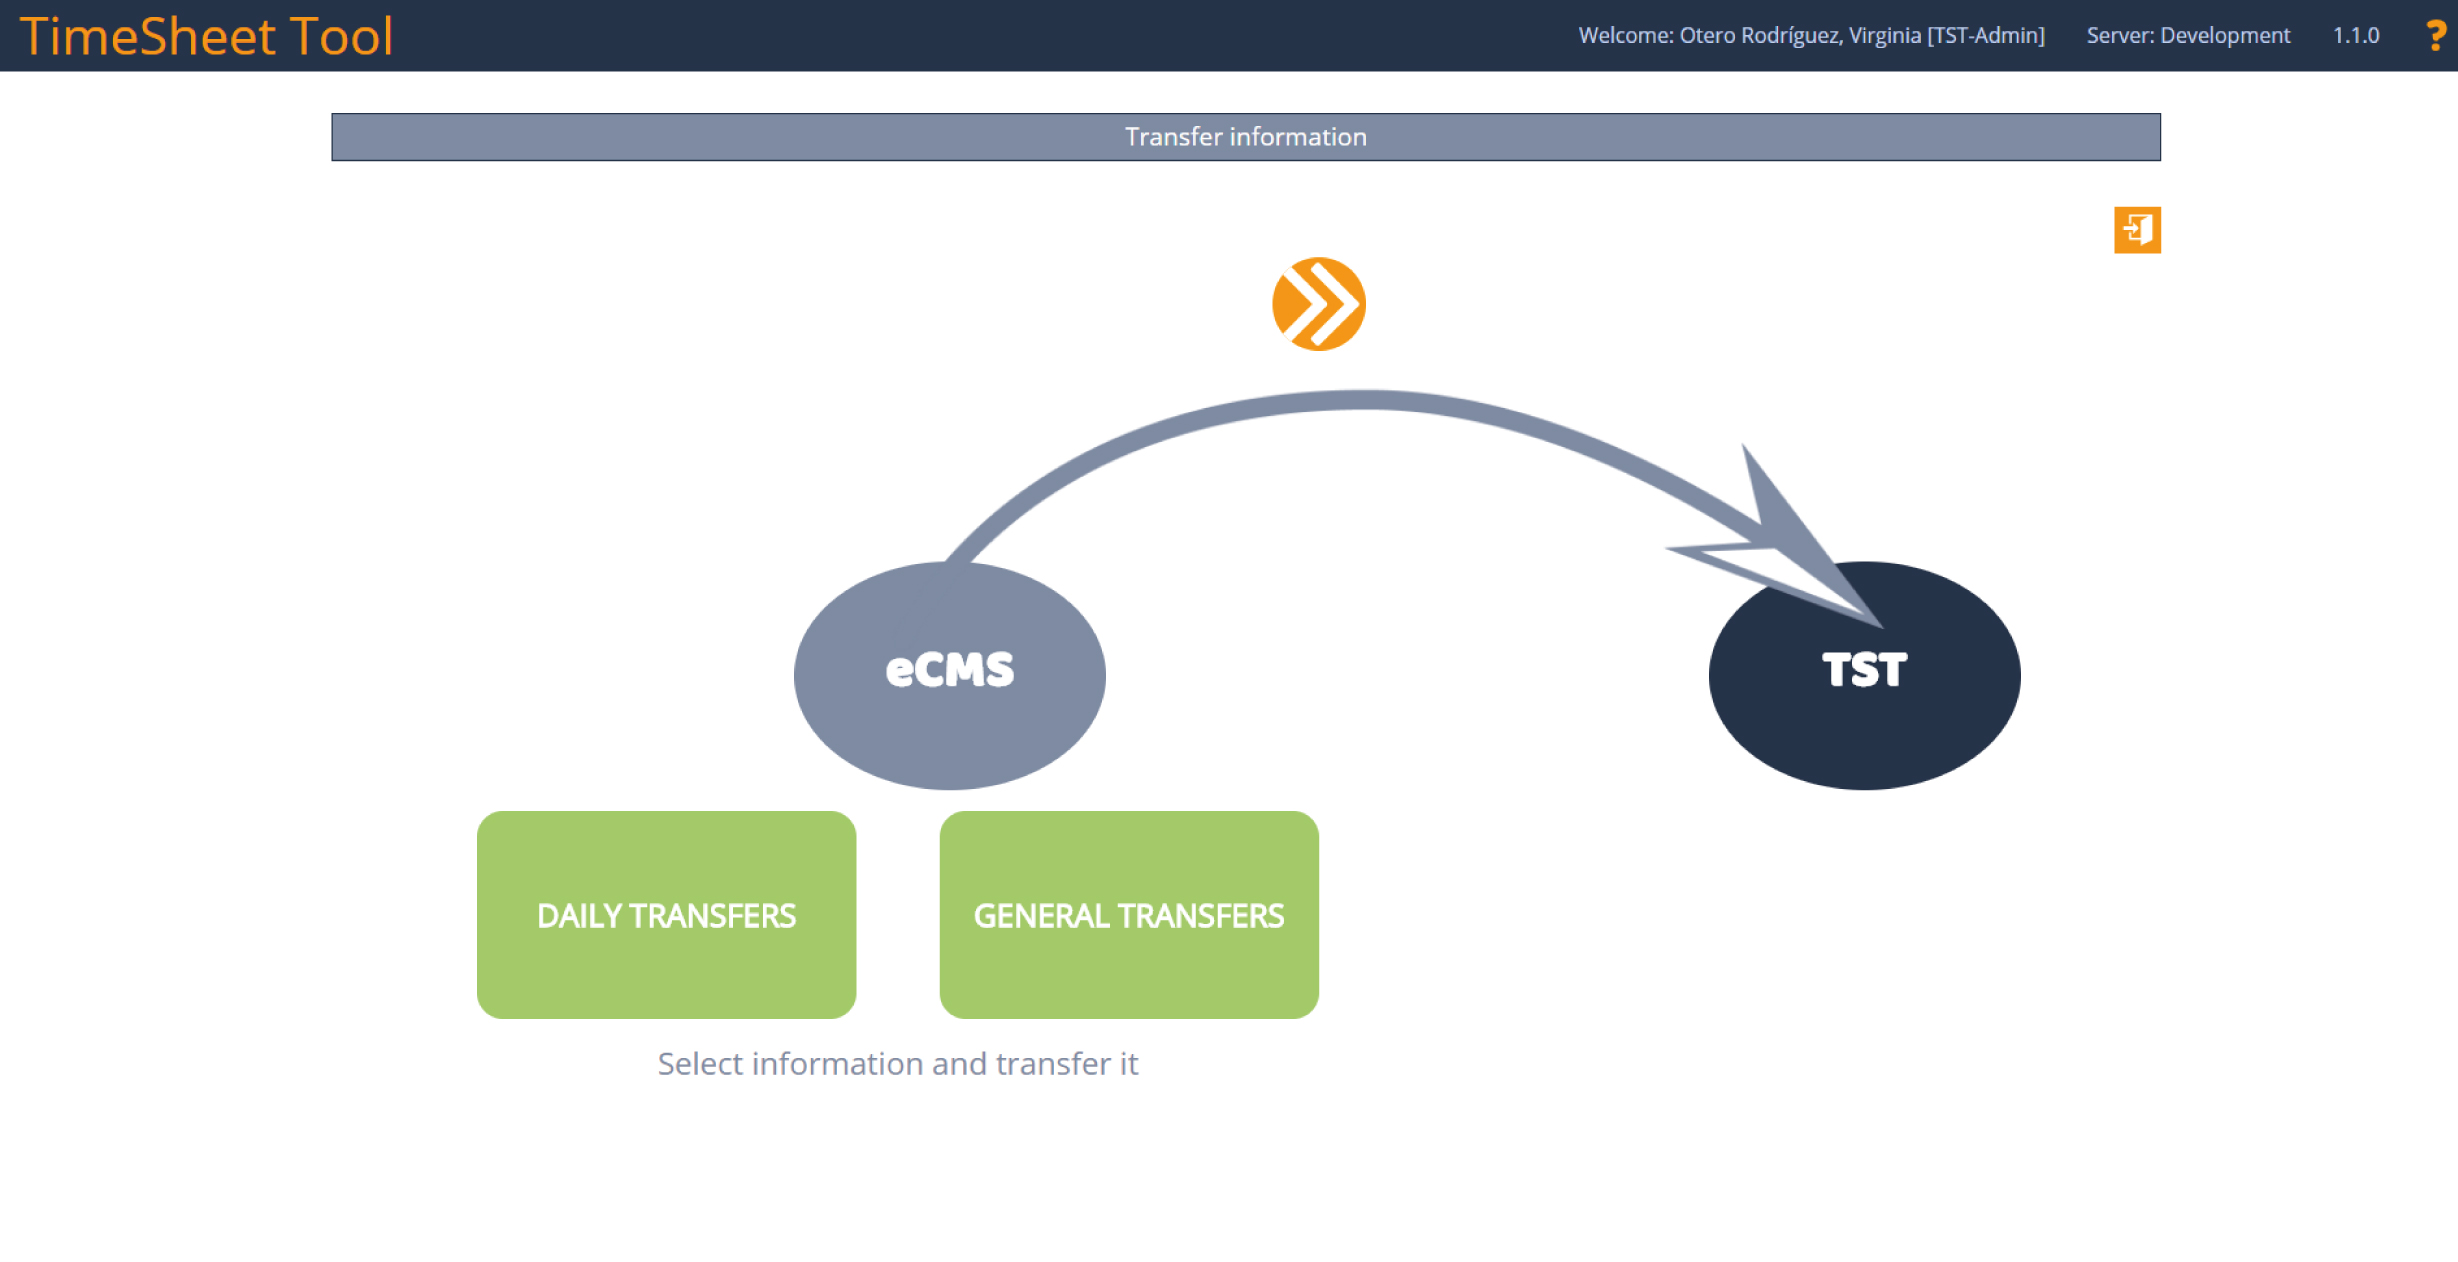 TimeSheet Tool
Welcome: Otero Rodríguez, Virginia [TST-Admin] Server: Development 1.1.0 ?
Transfer information
eCMS
TST
DAILY TRANSFERS
GENERAL TRANSFERS
Select information and transfer it